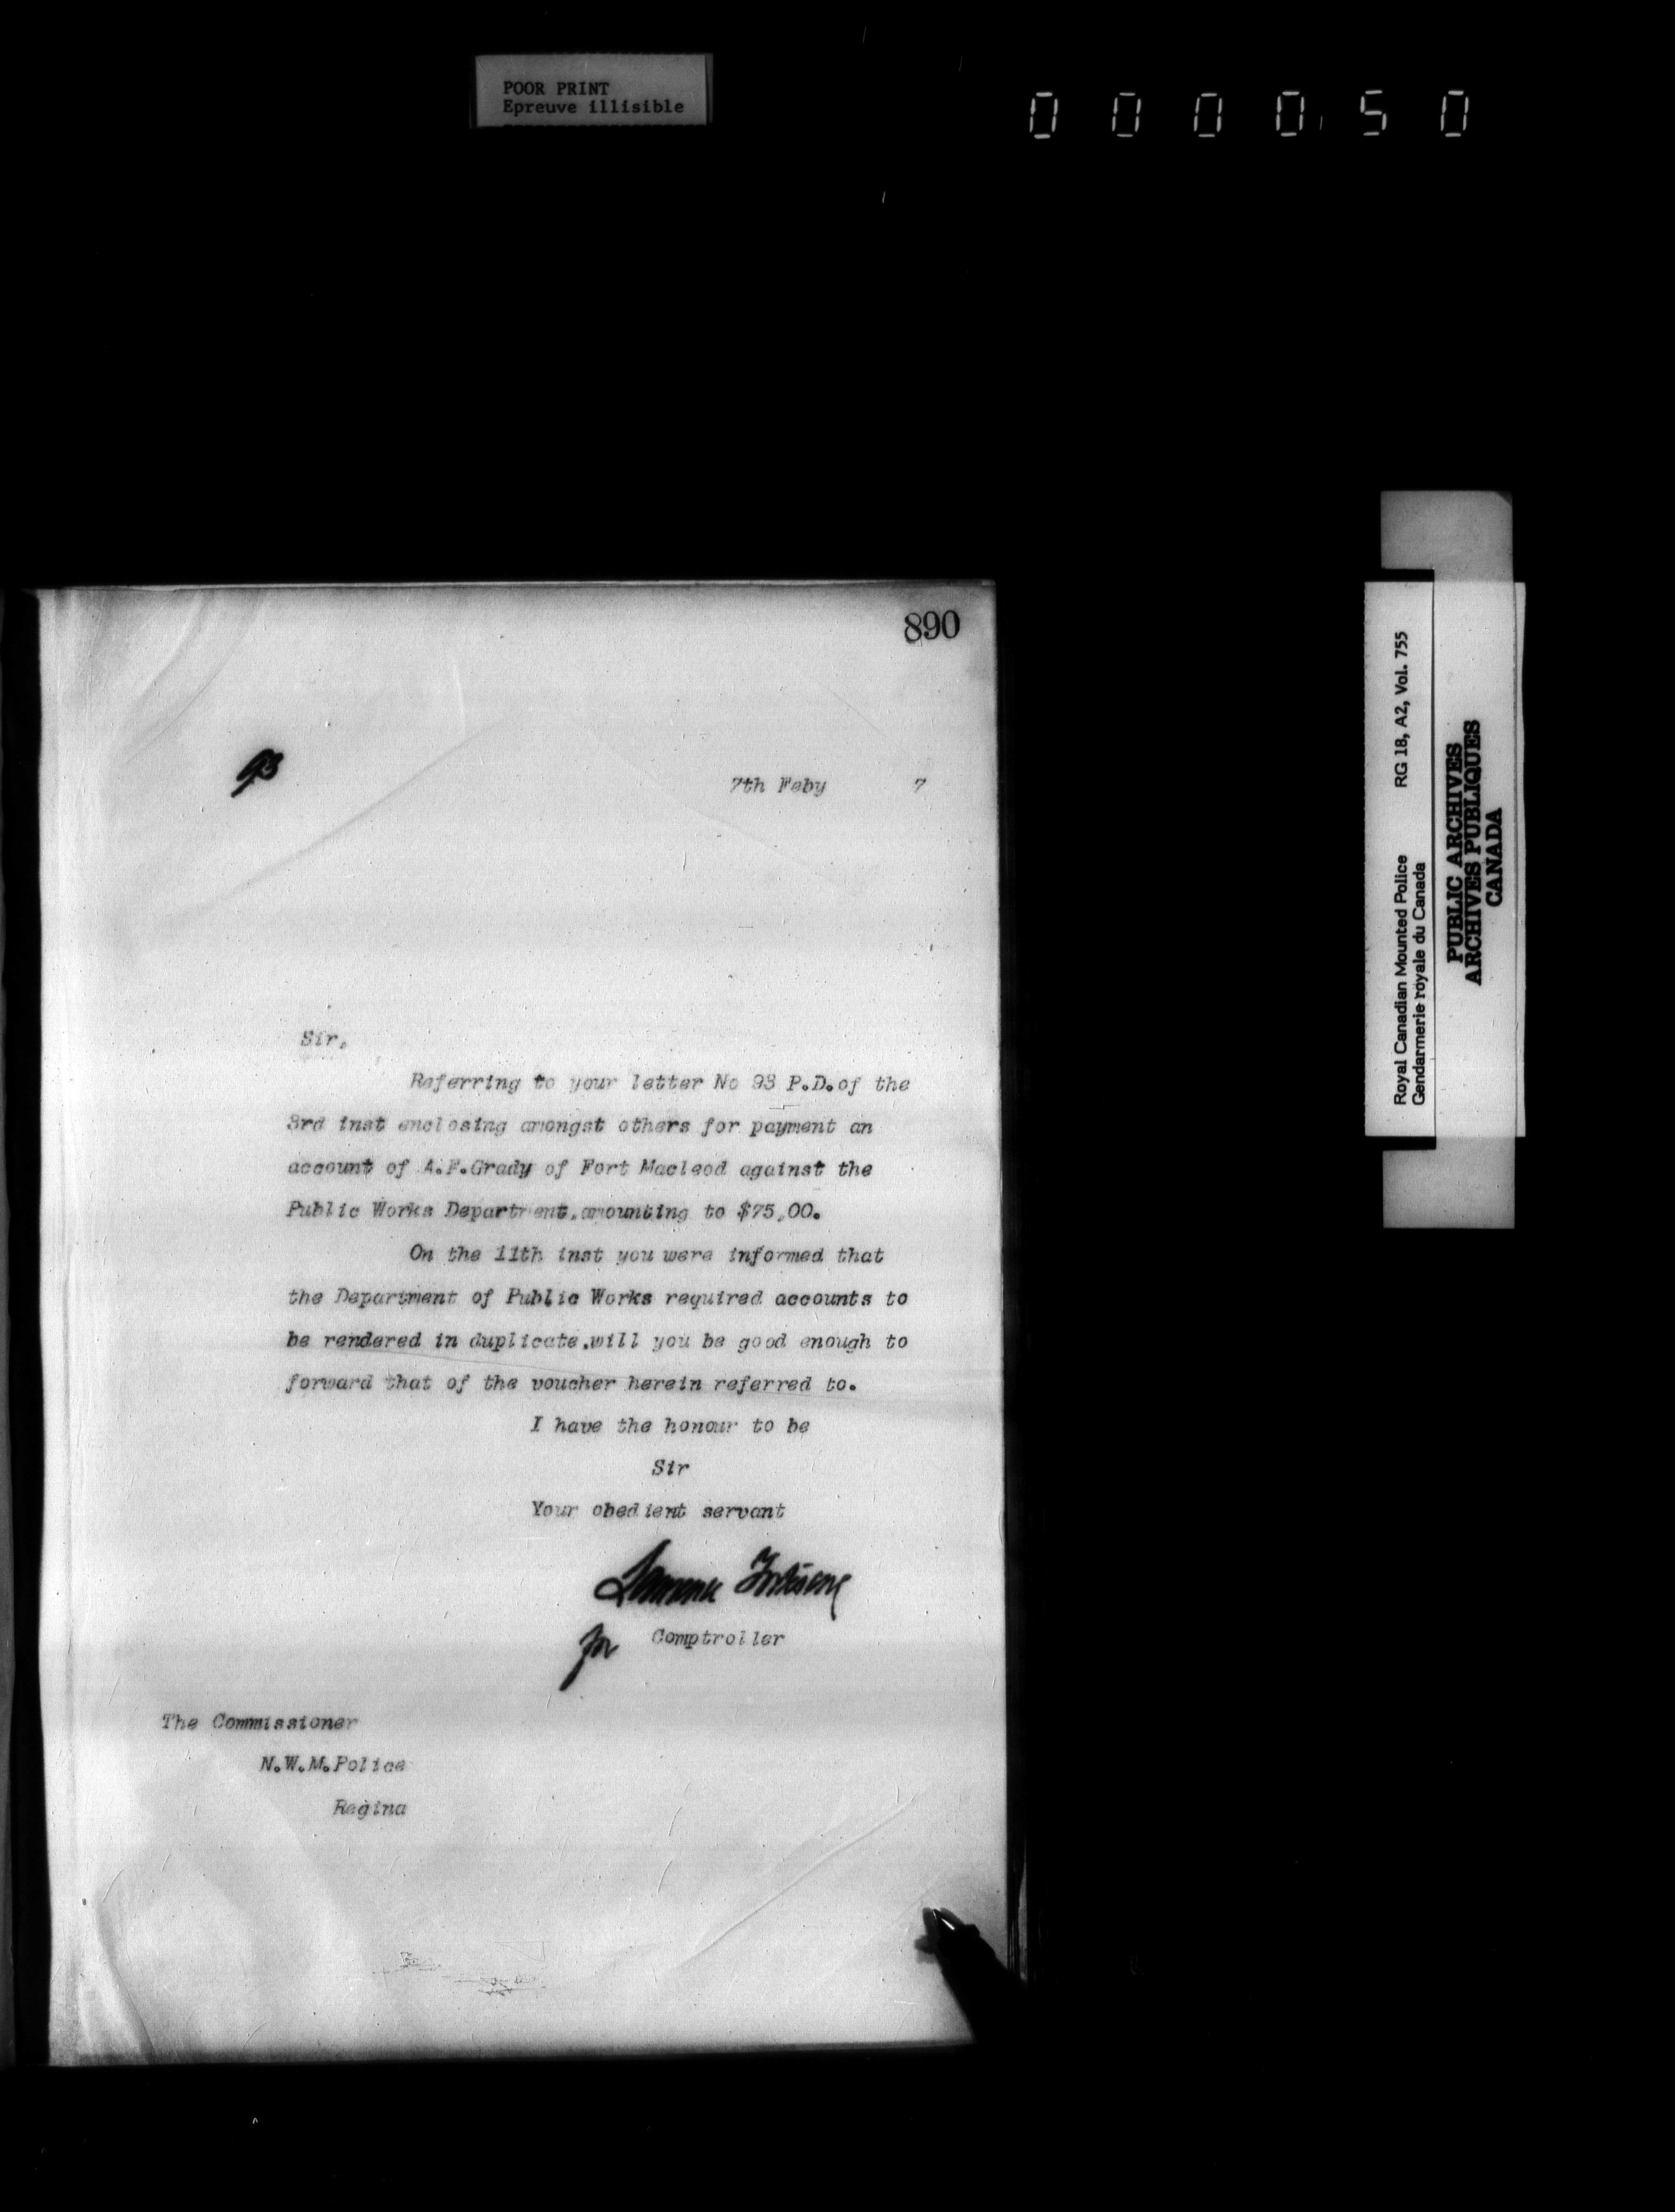 POOR PRINT
Epreuve illisible
000050
890
93
7th Feby 7
Sir,
Referring to your letter No 93 P.D.of the
3rd inst enclosing amongst others for payment an
account of A.F.Grady of Fort Macleod against the
Public Works Department,amounting to $75,00.
On the 11th inst you were informed that
the Department of Public Works required accounts to
be rendered in duplicate.will you be good enough to
forward that of the voucher herein referred to.
I have the honour to be
Sir
Your obedient servant
Lawrence Fortescue
for Comptroller
The Commissioner
N.W.M.Police
Regina
Royal Canadian Mounted Police RG 18, A2, Vol. 755
Gendarmerie royale du Canada
PUBLIC ARCHIVES
ARCHIVES PUBLIQUES
CANADA